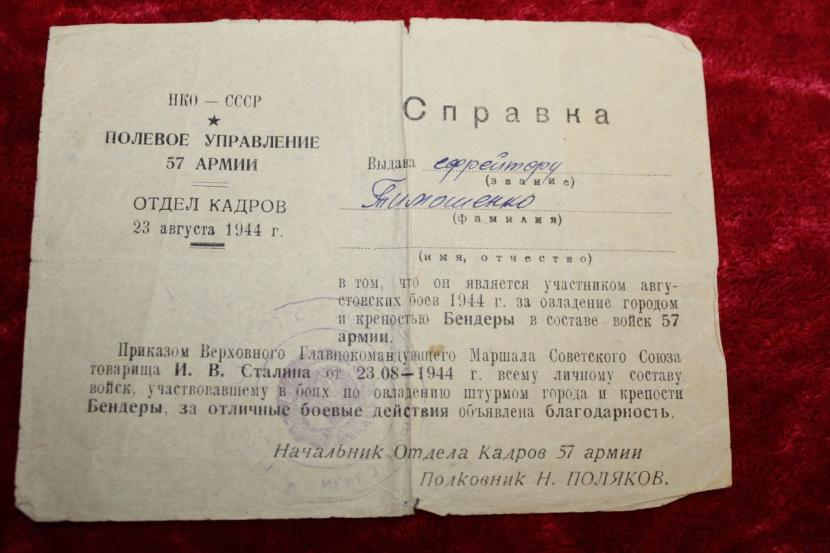 НКО — СССР
★
ПОЛЕВОЕ УПРАВЛЕНИЕ
57 АРМИИ
ОТДЕЛ КАДРОВ
23 августа 1944 г.
Справка
Выдана ефрейтору
(звание)
Тимошенко
(фамилия)
(имя, отчество)
в том, что он является участником авгу-
стовских боев 1944 г. за овладение городом
и крепостью Бендеры в составе войск 57
армии.
Приказом Верховного Главнокомандующего Маршала Советского Союза
товарища И. В. Сталина от 23.08—1944 г. всему личному составу
войск, участвовавшему в боях по овладению штурмом города и крепости
Бендеры, за отличные боевые действия объявлена благодарность.
Начальник Отдела Кадров 57 армии
Полковник Н. ПОЛЯКОВ.